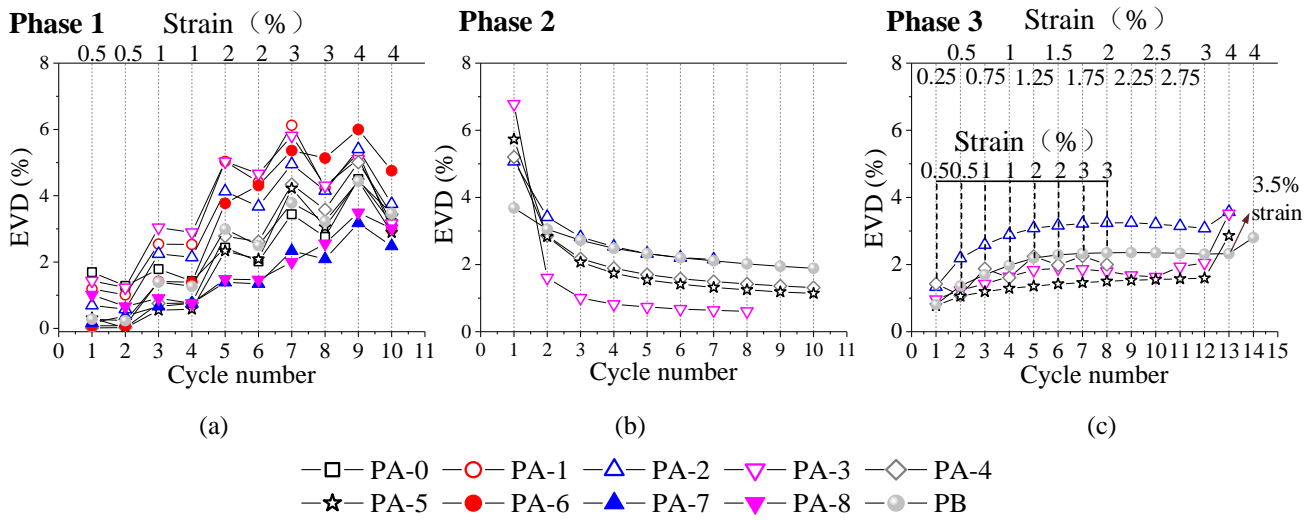 Phase 1 Strain（%）
0.5 0.5 1 1 2 2 3 3 4 4
8
6
4
2
0
EVD (%)
0 1 2 3 4 5 6 7 8 9 10 11
Cycle number
(a)
Phase 2
8
6
4
2
0
EVD (%)
0 1 2 3 4 5 6 7 8 9 10
Cycle number
(b)
Phase 3 Strain（%）
0.5 1 1.5 2 2.5 3 4 4
0.25 0.75 1.25 1.75 2.25 2.75
Strain（%）
0.5 0.5 1 1 2 2 3 3
3.5%
strain
8
6
4
2
0
EVD (%)
0 1 2 3 4 5 6 7 8 9 10 11 12 13 14 15
Cycle number
(c)
PA-0 PA-1 PA-2 PA-3 PA-4
PA-5 PA-6 PA-7 PA-8 PB